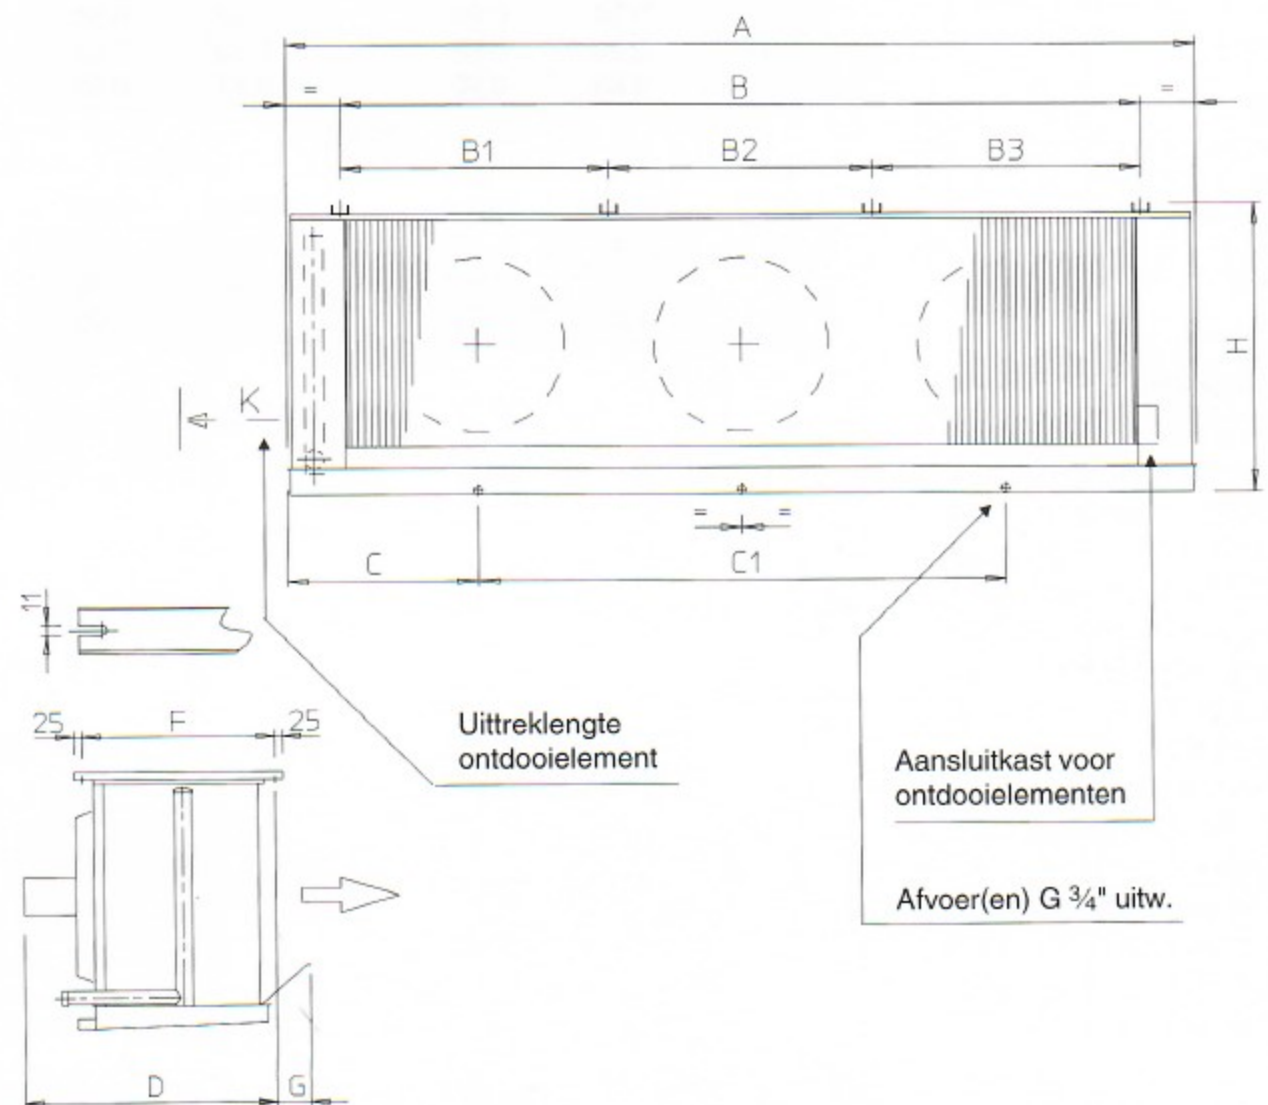 A
=
B
=
B1
B2
B3
H
K
=
=
C
C1
11
25
F
25
Uittreklengte
ontdooielement
Aansluitkast voor
ontdooielementen
Afvoer(en) G ¾" uitw.
D
G